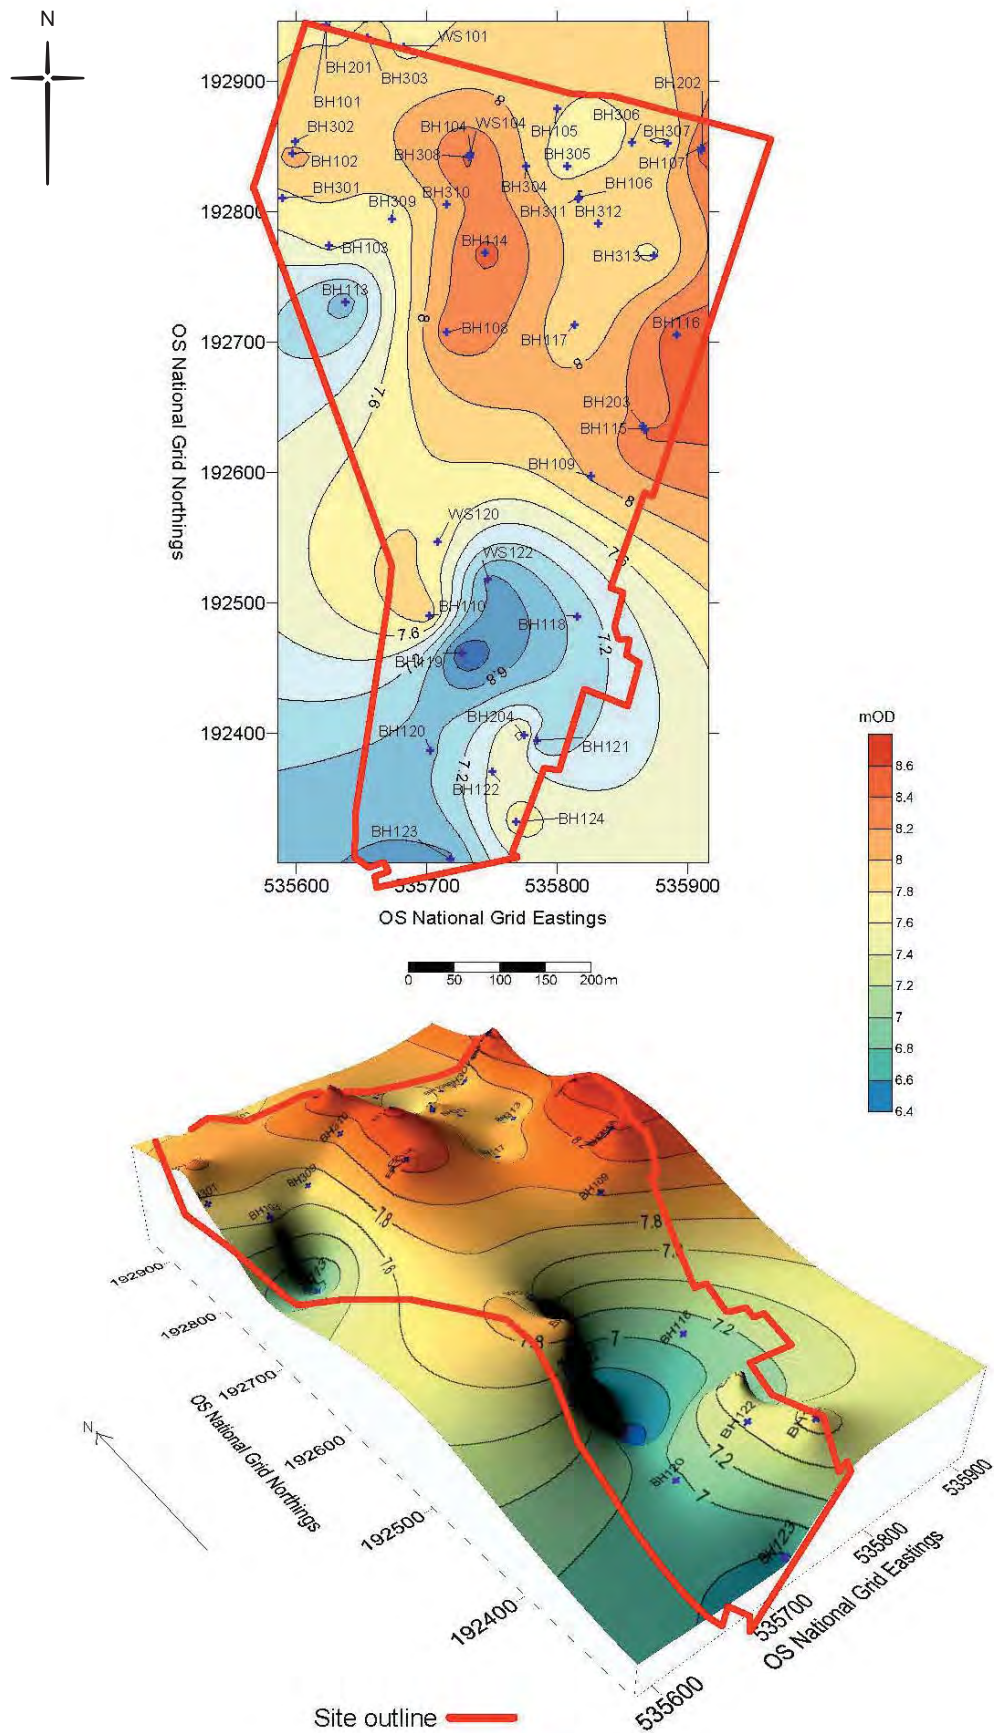 N
WS101
192900
BH201
BH303
BH202
BH101
BH306
BH302
BH104
WS104
BH105
BH307
BH308
BH305
BH107
BH102
BH310
BH304
BH106
BH301
BH309
BH311
BH312
192800
8
BH103
BH114
BH313
BH113
8
BH108
BH116
192700
BH117
8
7.6
BH203
BH115
192600
BH109
8
WS120
WS122
7.6
192500
BH110
BH118
7.6
7.2
7.2
BH119
6.8
BH204
192400
BH120
BH121
7.2
BH122
BH124
BH123
535600
535700
535800
535900
OS National Grid Northings
OS National Grid Eastings
0
50
100
150
200m
mOD
8.6
8.4
8.2
8
7.8
7.6
7.4
7.2
7
6.8
6.6
6.4
BH309
BH109
7.8
7.8
7.6
7.8
7.2
7
BH118
BH122
BH120
7.2
7
BH123
192900
192800
192700
192600
192500
192400
OS National Grid Northings
N
535900
535800
535700
535600
OS National Grid Eastings
Site outline